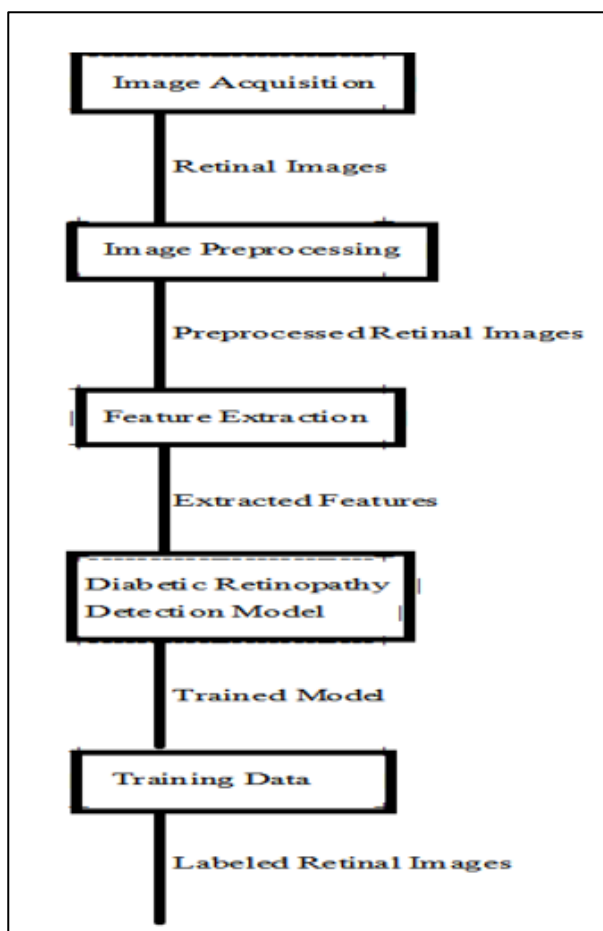 Image Acquisition
Retinal Images
Image Preprocessing
Preprocessed Retinal Images
Feature Extraction
Extracted Features
Diabetic Retinopathy
Detection Model
Trained Model
Training Data
Labeled Retinal Images